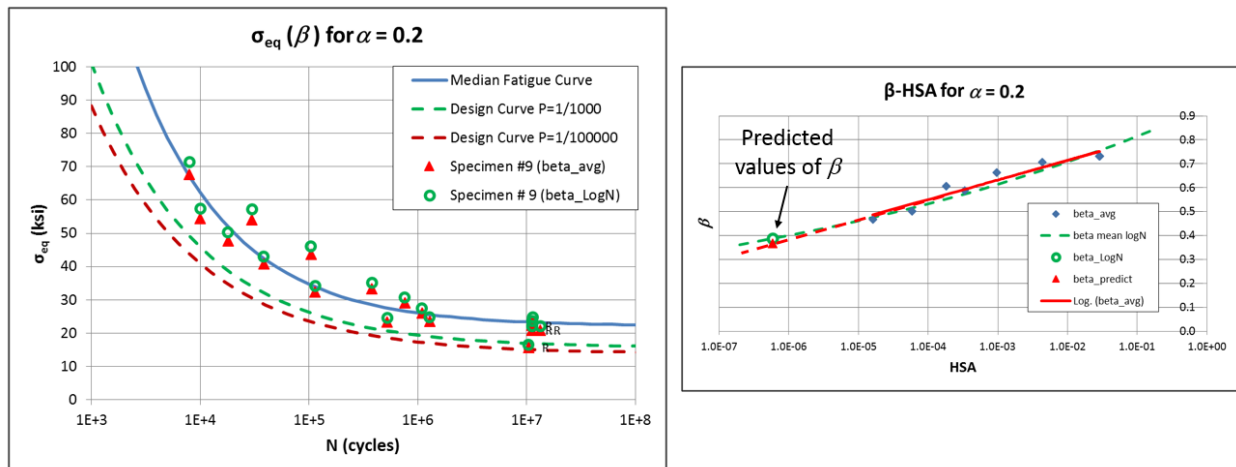 σeq (β) for α = 0.2
100
90
80
70
60
50
40
30
20
10
0
σeq (ksi)
Median Fatigue Curve
Design Curve P=1/1000
Design Curve P=1/100000
Specimen #9 (beta_avg)
Specimen # 9 (beta_LogN)
R
RR
R
1E+3 1E+4 1E+5 1E+6 1E+7 1E+8
N (cycles)
β-HSA for α = 0.2
Predicted
values of β
0.9
0.8
0.7
0.6
0.5
0.4
0.3
0.2
0.1
0.0
β
beta_avg
beta mean logN
beta_LogN
beta_predict
Log. (beta_avg)
1.0E-07 1.0E-06 1.0E-05 1.0E-04 1.0E-03 1.0E-02 1.0E-01 1.0E+00
HSA